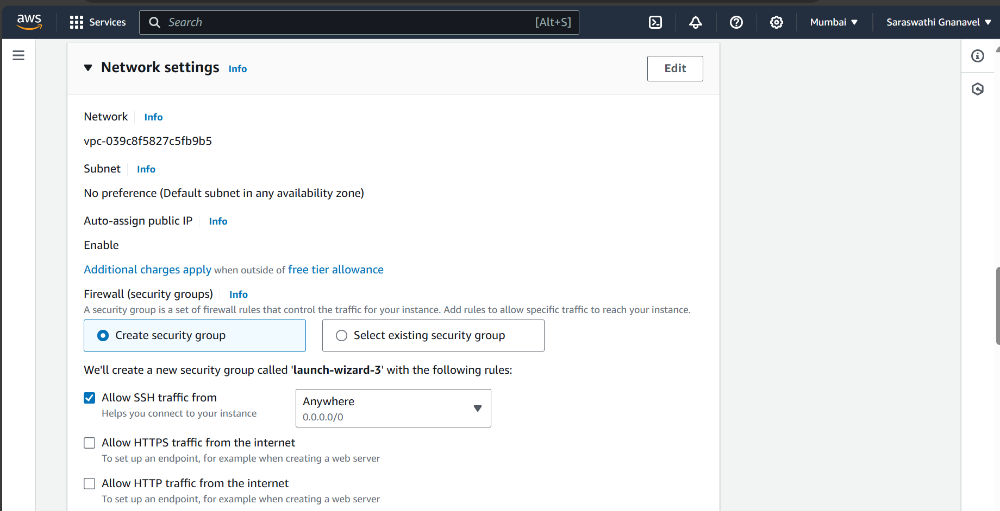 aws Services Search [Alt+S] Mumbai Saraswathi Gnanavel
Network settings Info Edit
Network Info
vpc-039c8f5827c5fb9b5
Subnet Info
No preference (Default subnet in any availability zone)
Auto-assign public IP Info
Enable
Additional charges apply when outside of free tier allowance
Firewall (security groups) Info
A security group is a set of firewall rules that control the traffic for your instance. Add rules to allow specific traffic to reach your instance.
Create security group Select existing security group
We'll create a new security group called 'launch-wizard-3' with the following rules:
Allow SSH traffic from
Helps you connect to your instance
Anywhere
0.0.0.0/0
Allow HTTPS traffic from the internet
To set up an endpoint, for example when creating a web server
Allow HTTP traffic from the internet
To set up an endpoint, for example when creating a web server